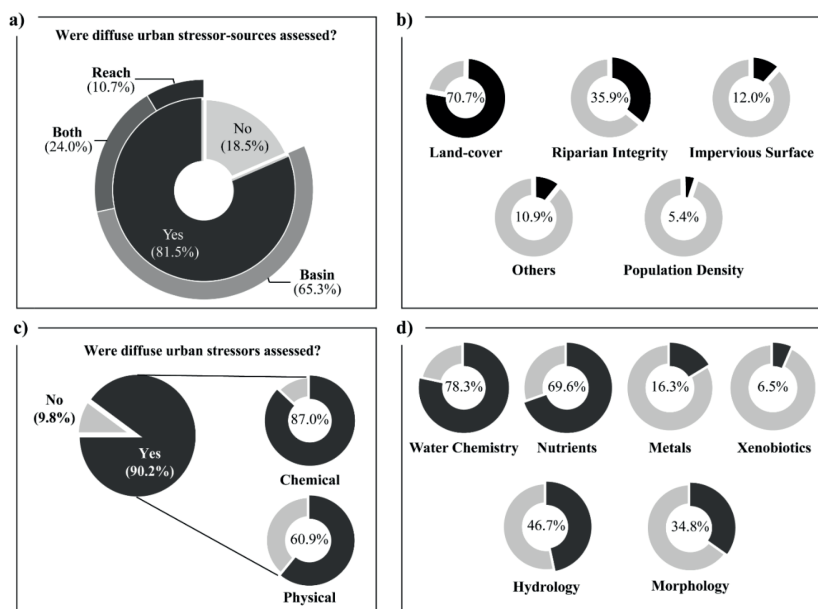 a)
Were diffuse urban stressor-sources assessed?
Reach
(10.7%)
Both
(24.0%)
No
(18.5%)
Yes
(81.5%)
Basin
(65.3%)
b)
70.7%
35.9%
12.0%
Land-cover
Riparian Integrity
Impervious Surface
10.9%
5.4%
Others
Population Density
c)
Were diffuse urban stressors assessed?
No
(9.8%)
Yes
(90.2%)
87.0%
Chemical
60.9%
Physical
d)
78.3%
69.6%
16.3%
6.5%
Water Chemistry
Nutrients
Metals
Xenobiotics
46.7%
34.8%
Hydrology
Morphology